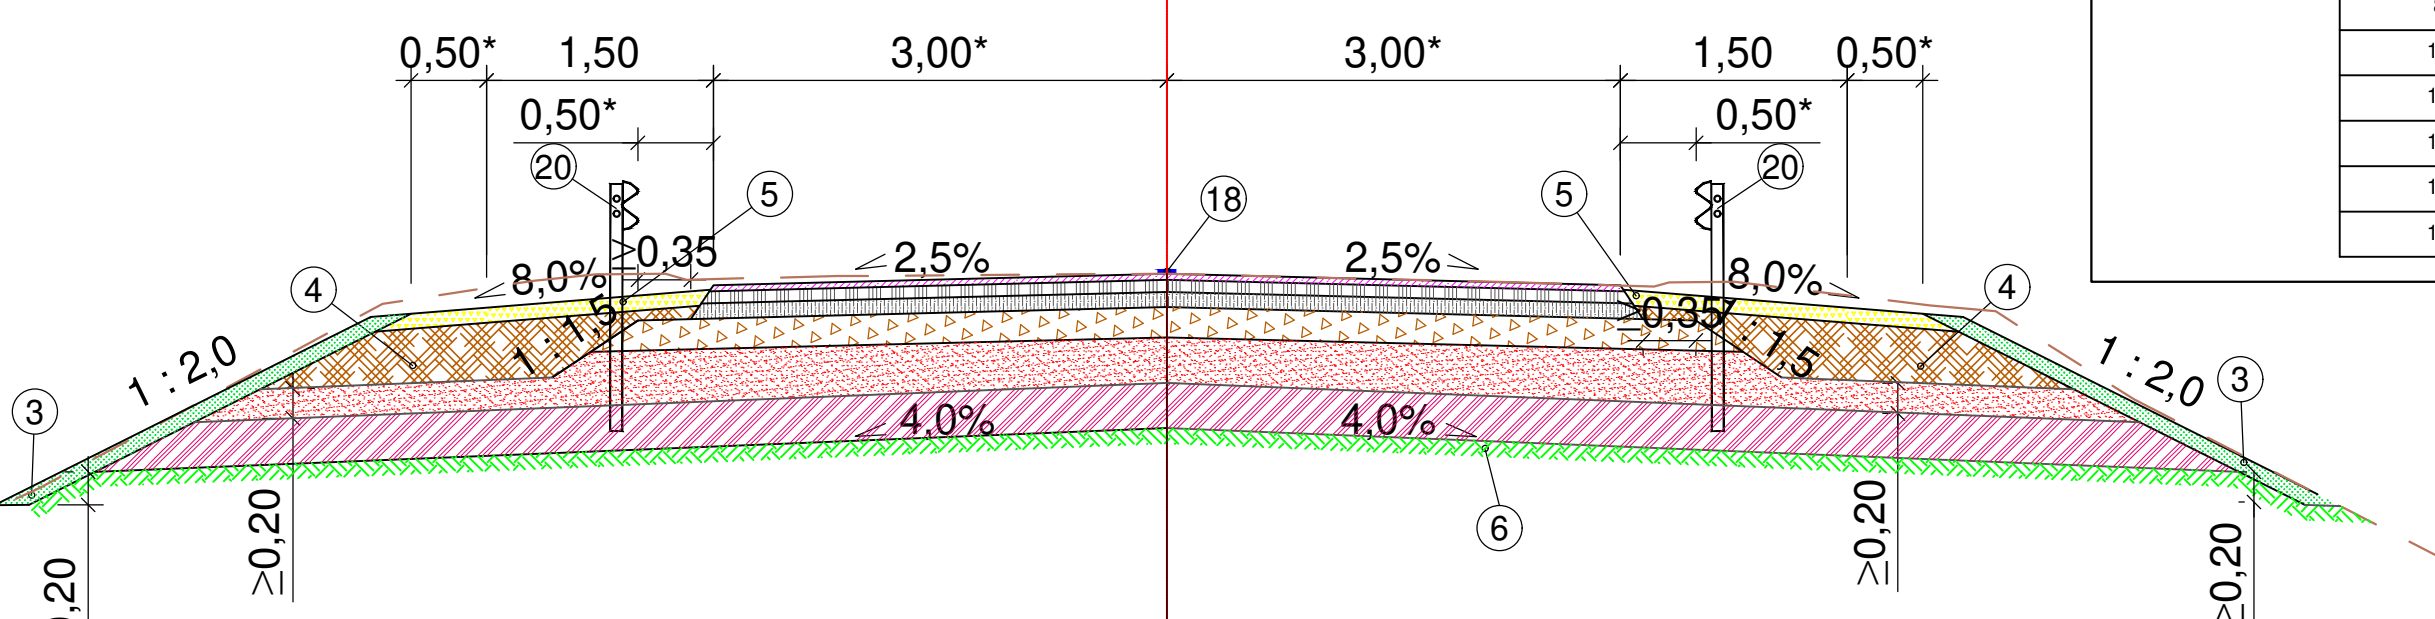 0,50* 1,50 3,00* 3,00* 1,50 0,50*
0,50* 0,50*
20 5 18 5 20
≥0,35
2,5% 2,5%
8,0% 8,0%
4 4
≥0,35
1 : 1,5 1 : 1,5
1 : 2,0 1 : 2,0
3 3
4,0% 4,0%
6
≥0,20 ≥0,20
0,20 ≥0,20